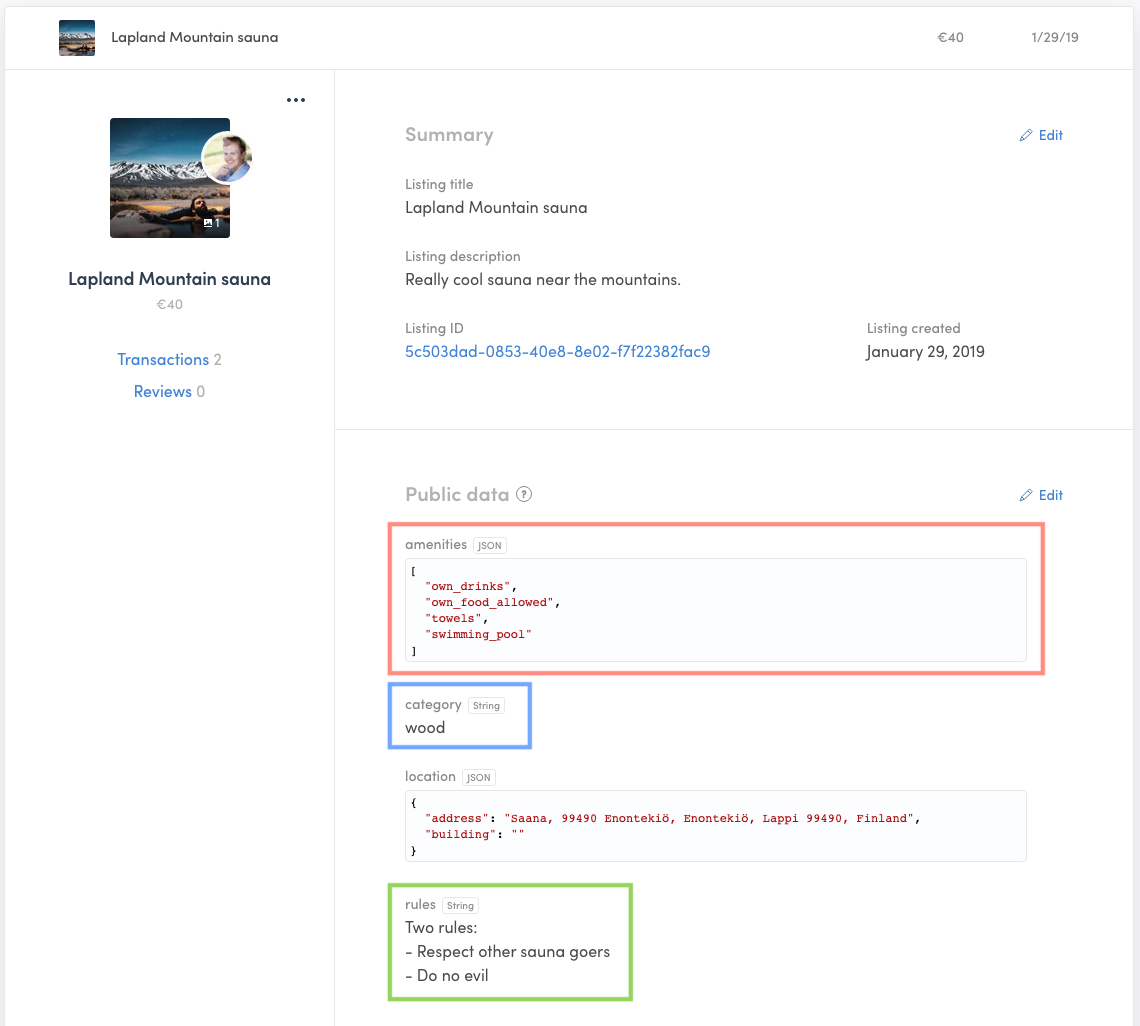 Lapland Mountain sauna €40 1/29/19
1
Lapland Mountain sauna
€40
Transactions 2
Reviews 0
Summary Edit
Listing title
Lapland Mountain sauna
Listing description
Really cool sauna near the mountains.
Listing ID Listing created
5c503dad-0853-40e8-8e02-f7f22382fac9 January 29, 2019
Public data ? Edit
amenities JSON
[
"own_drinks",
"own_food_allowed",
"towels",
"swimming_pool"
]
category String
wood
location JSON
{
"address": "Saana, 99490 Enontekiö, Enontekiö, Lappi 99490, Finland",
"building": ""
}
rules String
Two rules:
- Respect other sauna goers
- Do no evil